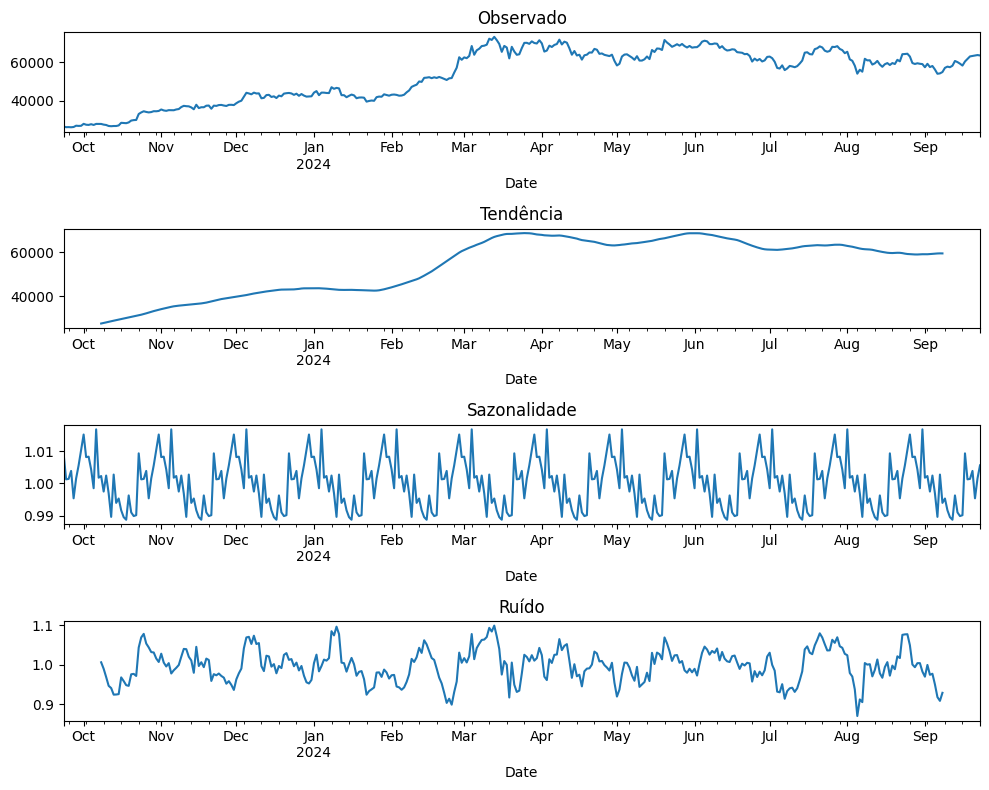 Observado
60000
40000
Oct Nov Dec Jan Feb Mar Apr May Jun Jul Aug Sep
2024
Date
Tendência
60000
40000
Oct Nov Dec Jan Feb Mar Apr May Jun Jul Aug Sep
2024
Date
Sazonalidade
1.01
1.00
0.99
Oct Nov Dec Jan Feb Mar Apr May Jun Jul Aug Sep
2024
Date
Ruído
1.1
1.0
0.9
Oct Nov Dec Jan Feb Mar Apr May Jun Jul Aug Sep
2024
Date